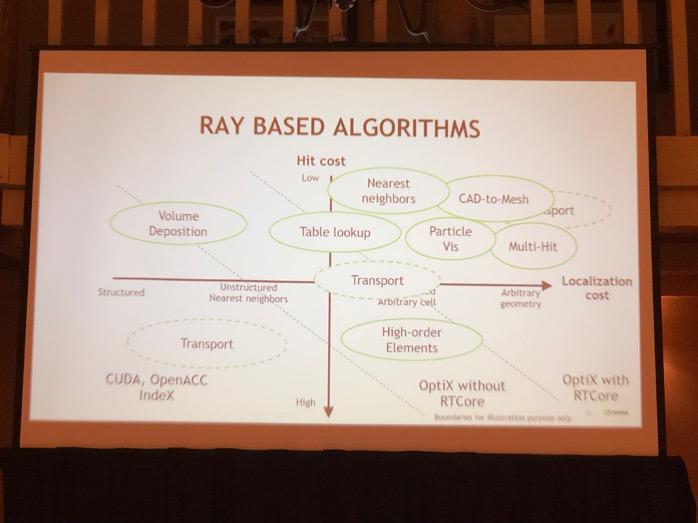 RAY BASED ALGORITHMS
Hit cost
Low
Nearest
neighbors
CAD-to-Mesh
sport
Volume
Deposition
Table lookup
Particle
Vis
Multi-Hit
Transport
Localization
cost
Structured
Unstructured
Nearest neighbors
Arbitrary cell
Arbitrary
geometry
Transport
High-order
Elements
CUDA, OpenACC
IndeX
OptiX without
RTCore
OptiX with
RTCore
High
Boundaries for illustration purpose only